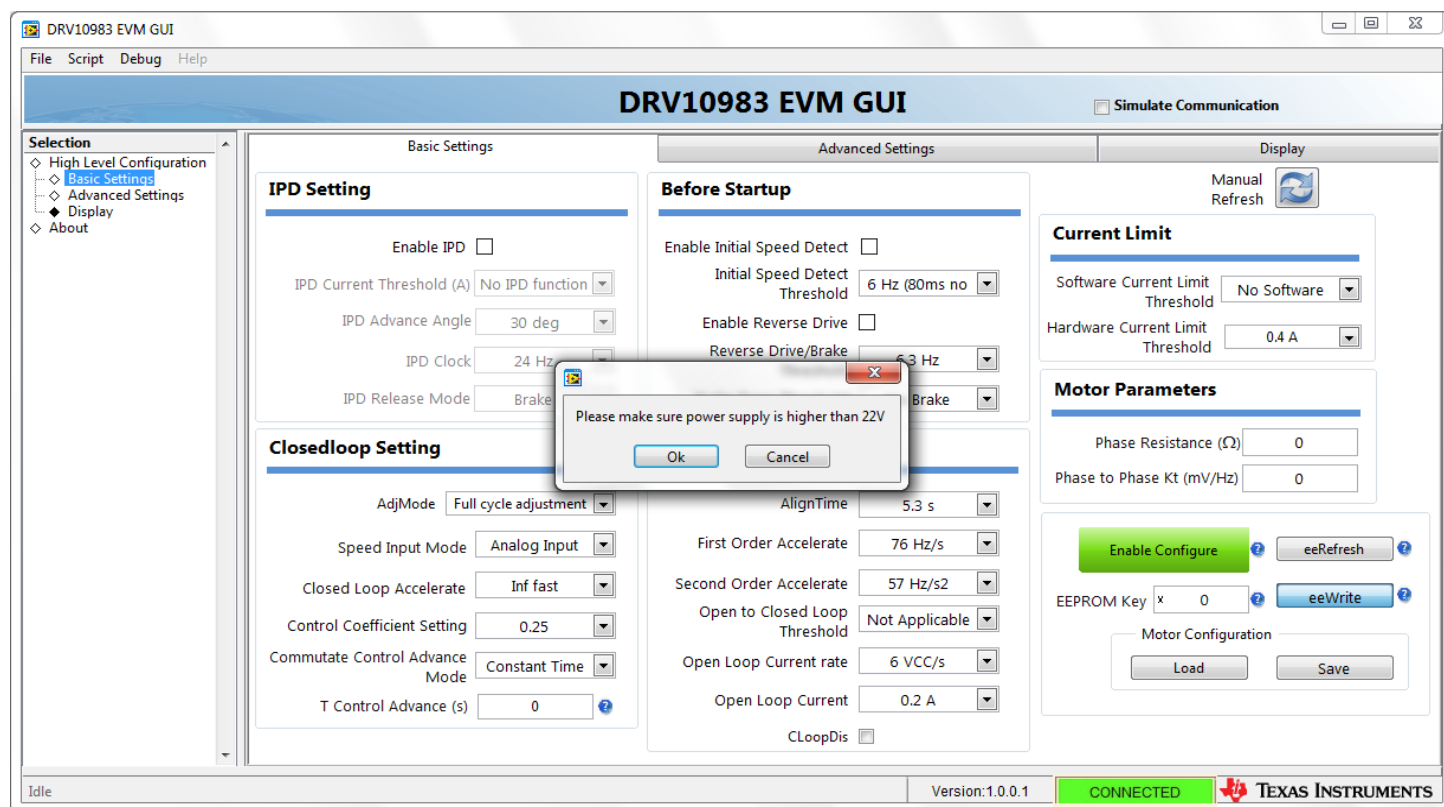 DRV10983 EVM GUI
File Script Debug Help
DRV10983 EVM GUI
Simulate Communication
Selection
High Level Configuration
Basic Settings
Advanced Settings
Display
About
Basic Settings
Advanced Settings
Display
IPD Setting
Enable IPD
IPD Current Threshold (A) No IPD function
IPD Advance Angle 30 deg
IPD Clock 24 Hz
IPD Release Mode Brake
Closedloop Setting
AdjMode Full cycle adjustment
Speed Input Mode Analog Input
Closed Loop Accelerate Inf fast
Control Coefficient Setting 0.25
Commutate Control Advance
Mode Constant Time
T Control Advance (s) 0
Before Startup
Enable Initial Speed Detect
Initial Speed Detect
Threshold 6 Hz (80ms no
Enable Reverse Drive
Reverse Drive/Brake
6.3 Hz
Brake
Please make sure power supply is higher than 22V
Ok Cancel
AlignTime 5.3 s
First Order Accelerate 76 Hz/s
Second Order Accelerate 57 Hz/s2
Open to Closed Loop
Threshold Not Applicable
Open Loop Current rate 6 VCC/s
Open Loop Current 0.2 A
CLoopDis
Manual
Refresh
Current Limit
Software Current Limit
Threshold No Software
Hardware Current Limit
Threshold 0.4 A
Motor Parameters
Phase Resistance (Ω) 0
Phase to Phase Kt (mV/Hz) 0
Enable Configure ? eeRefresh ?
EEPROM Key x 0 ? eeWrite ?
Motor Configuration
Load Save
Idle
Version:1.0.0.1
CONNECTED
TEXAS INSTRUMENTS